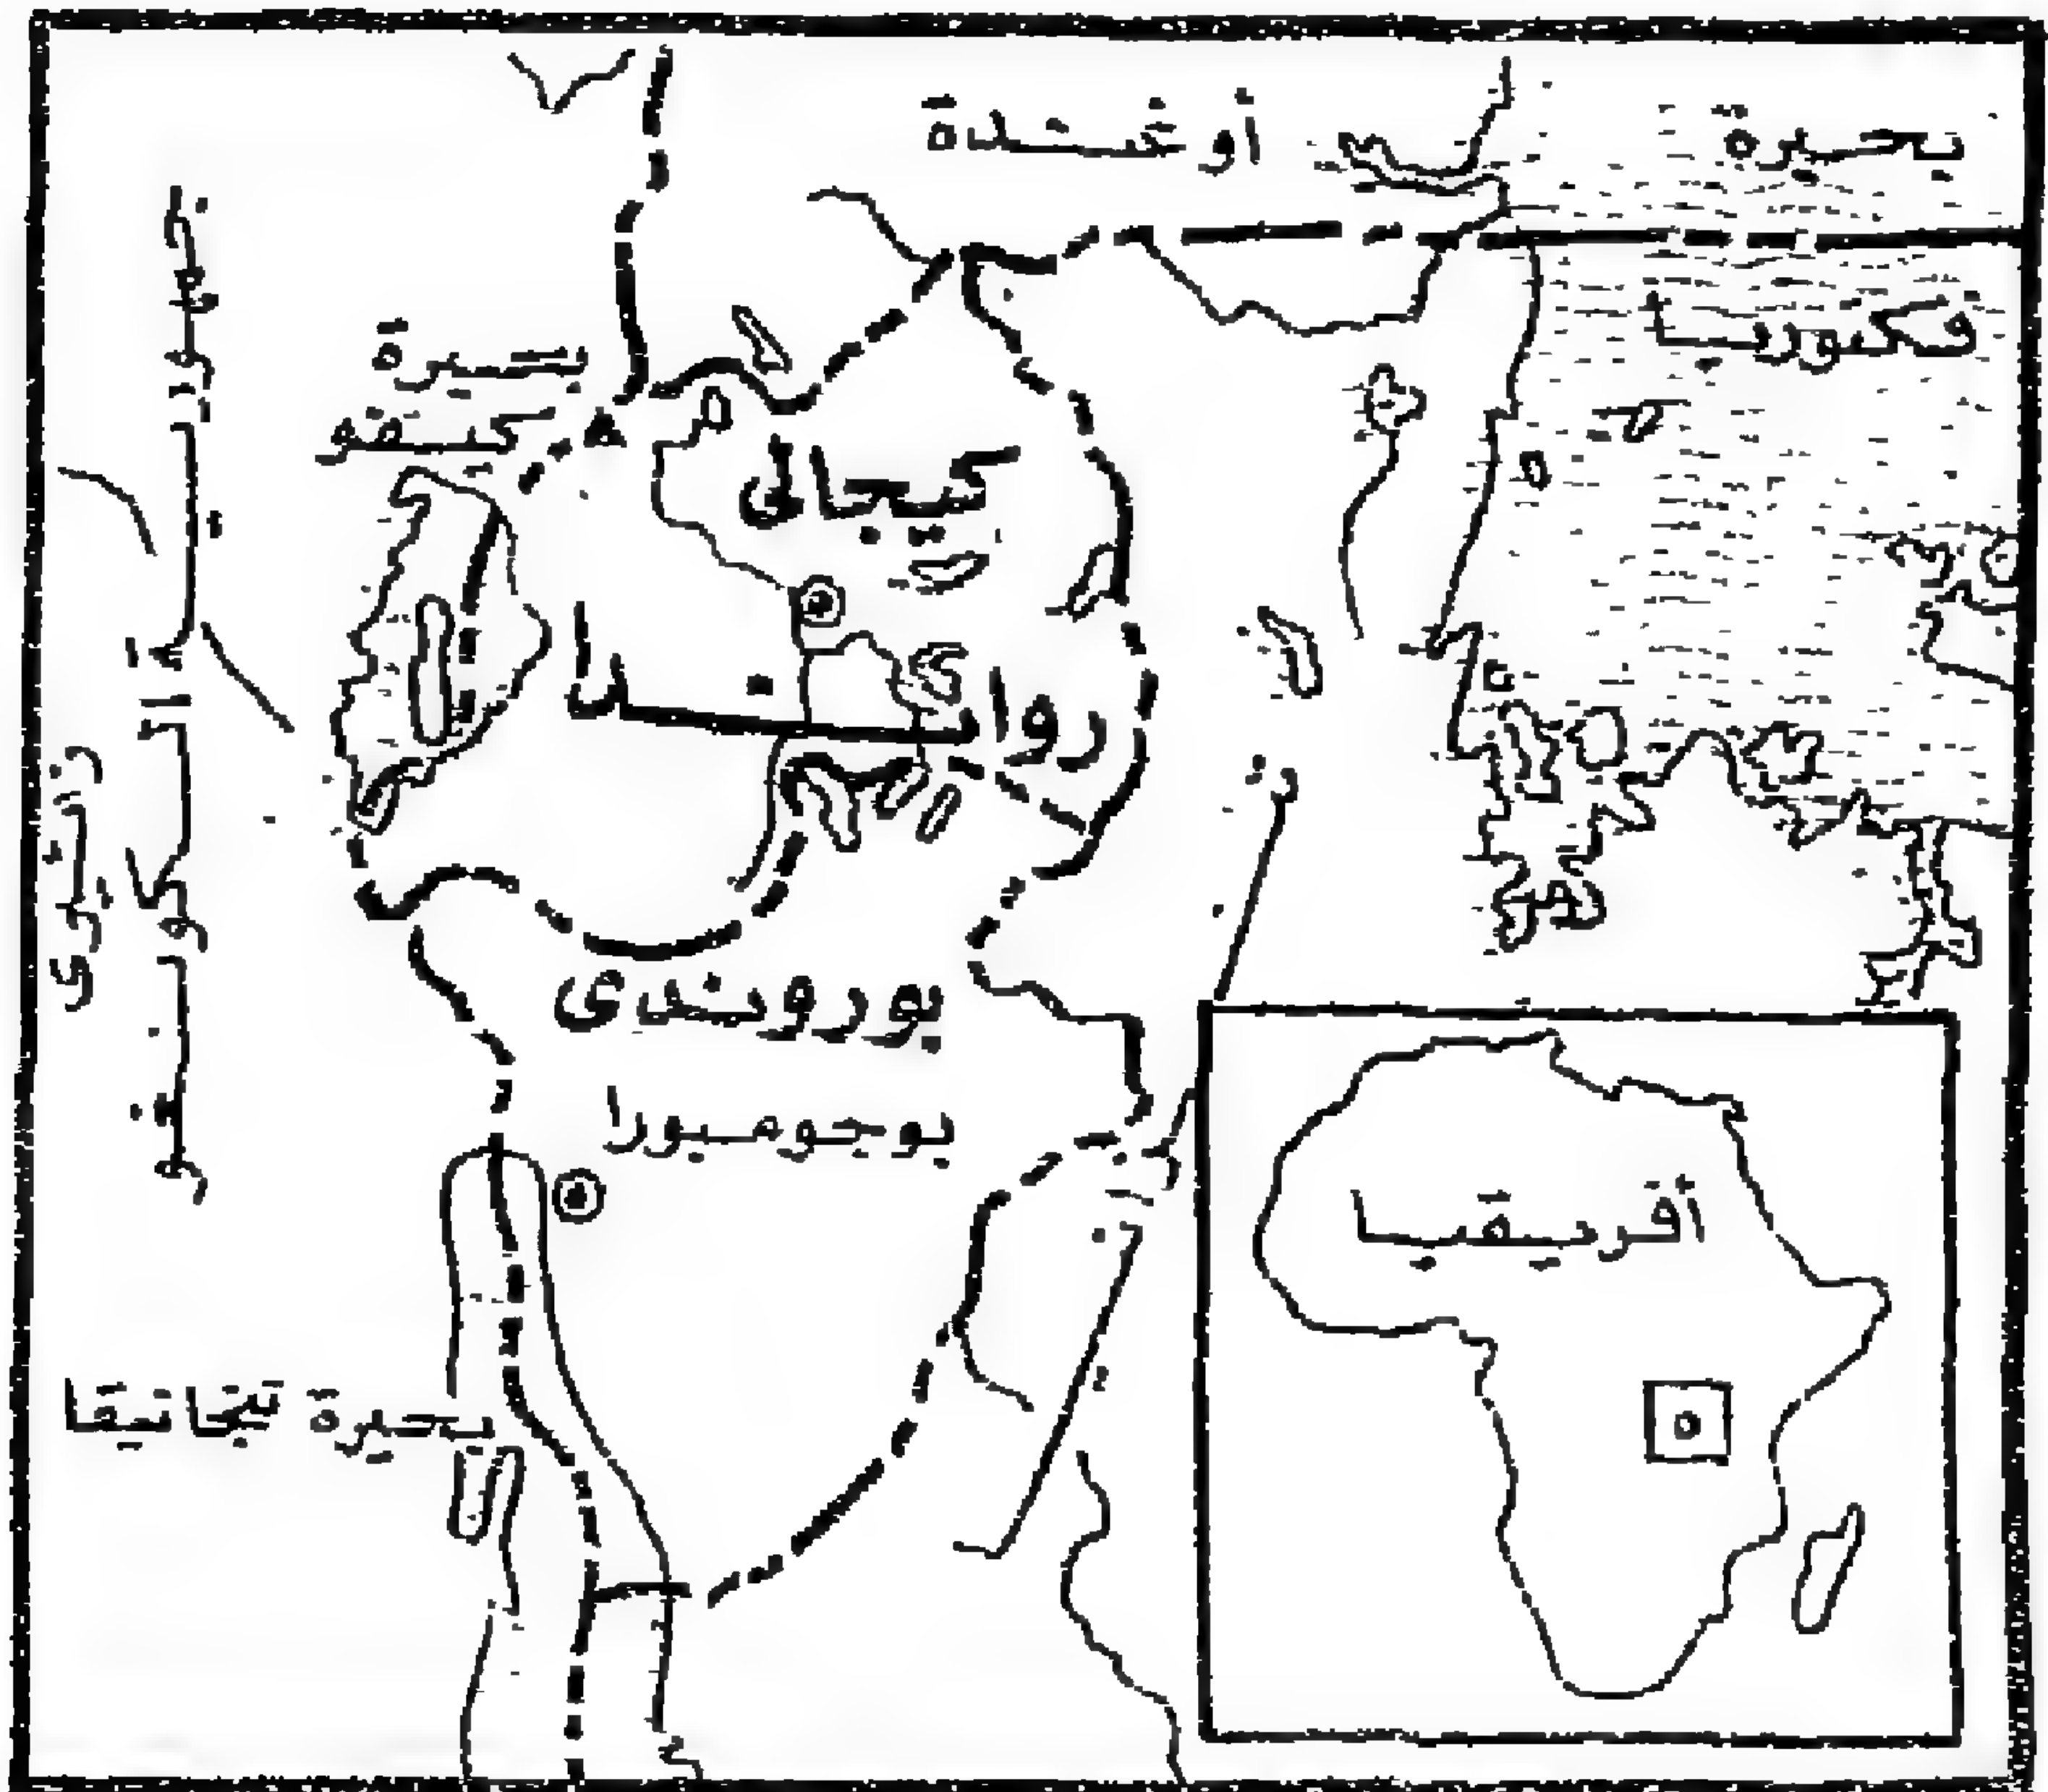 أوغندة
بحيرة
فكتوريا
بحيرة
كيفو
كيجالى
رواندا
بوروندى
بوجومبورا
أفريقيا
بحيرة تنجانيقا